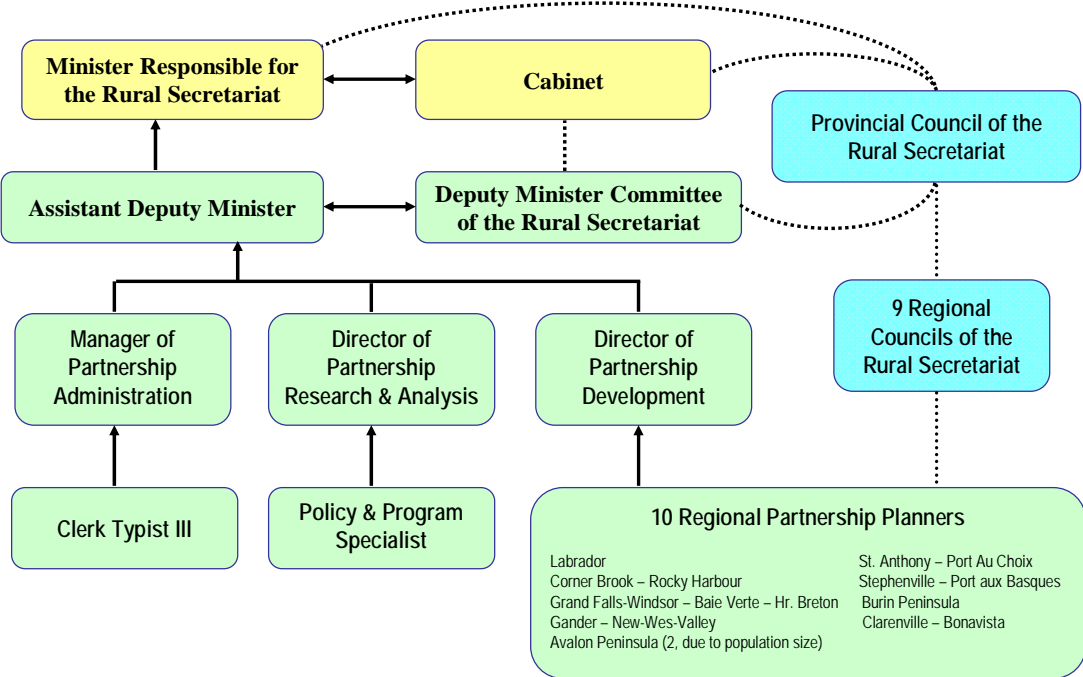 Minister Responsible for
the Rural Secretariat
Cabinet
Provincial Council of the
Rural Secretariat
Assistant Deputy Minister
Deputy Minister Committee
of the Rural Secretariat
9 Regional
Councils of the
Rural Secretariat
Manager of
Partnership
Administration
Director of
Partnership
Research & Analysis
Director of
Partnership
Development
Clerk Typist III
Policy & Program
Specialist
10 Regional Partnership Planners
Labrador
Corner Brook – Rocky Harbour
Grand Falls-Windsor – Baie Verte – Hr. Breton
Gander – New-Wes-Valley
Avalon Peninsula (2, due to population size)
St. Anthony – Port Au Choix
Stephenville – Port aux Basques
Burin Peninsula
Clarenville – Bonavista